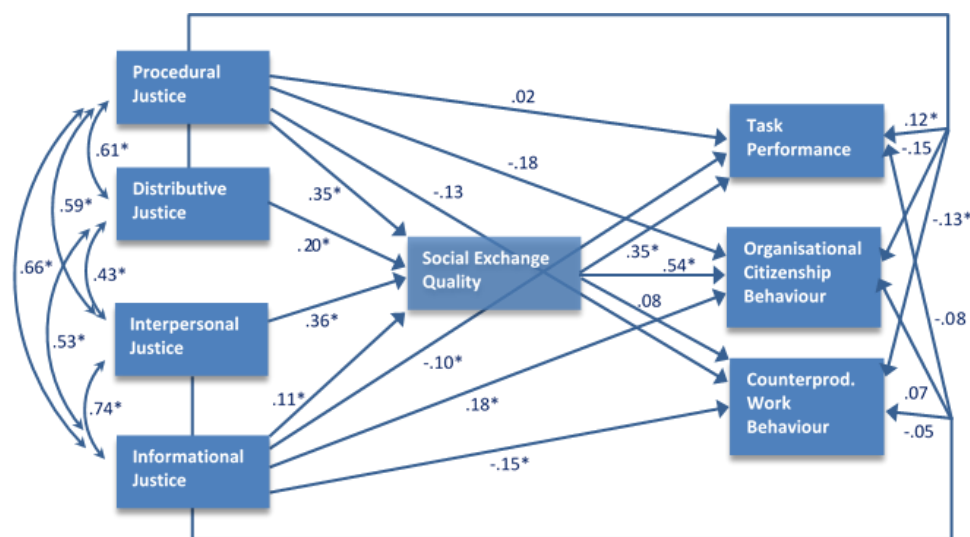 Procedural
Justice
Distributive
Justice
Interpersonal
Justice
Informational
Justice
Social Exchange
Quality
Task
Performance
Organisational
Citizenship
Behaviour
Counterprod.
Work
Behaviour
.61*
.59*
.66*
.43*
.53*
.74*
.02
-.18
-.13
.35*
.20*
.36*
.11*
.35*
.54*
.08
-.10*
.18*
-.15*
.12*
-.15
-.13*
-.08
.07
-.05